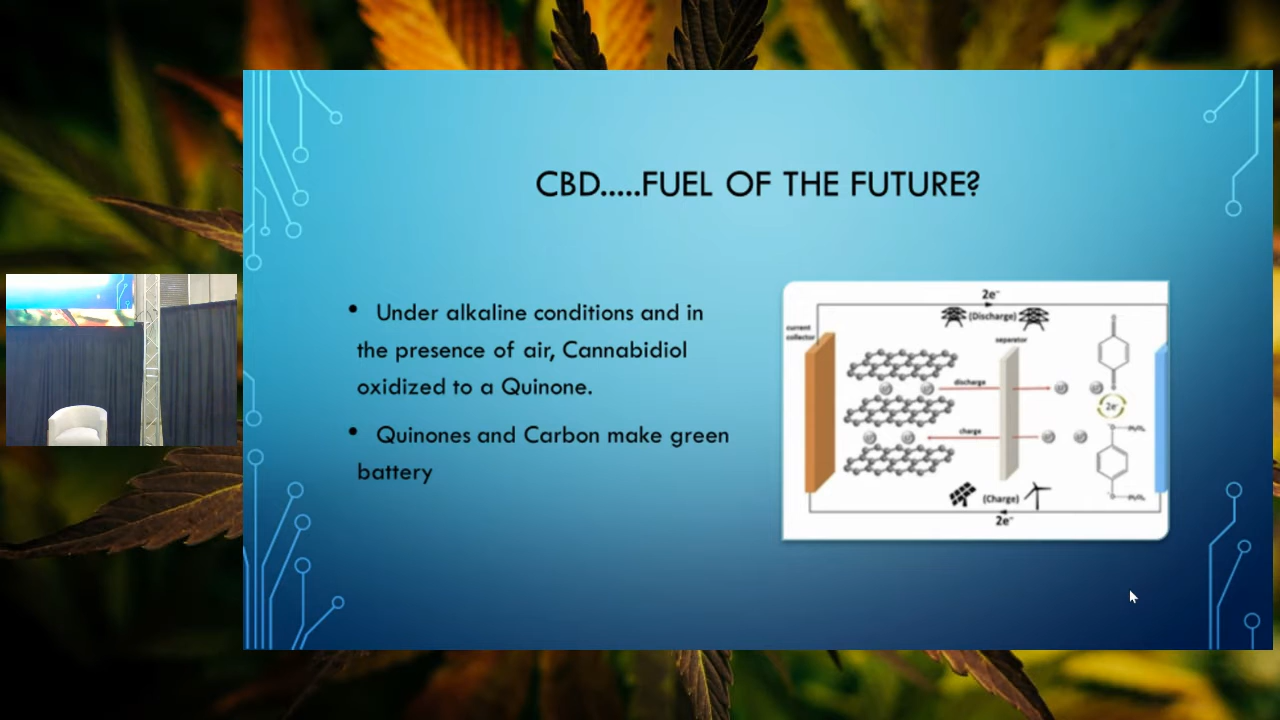 CBD.....FUEL OF THE FUTURE?
• Under alkaline conditions and in
the presence of air, Cannabidiol
oxidized to a Quinone.
• Quinones and Carbon make green
battery
2e⁻
(Discharge)
current
collector
separator
discharge
2e⁻
charge
(Charge)
2e⁻